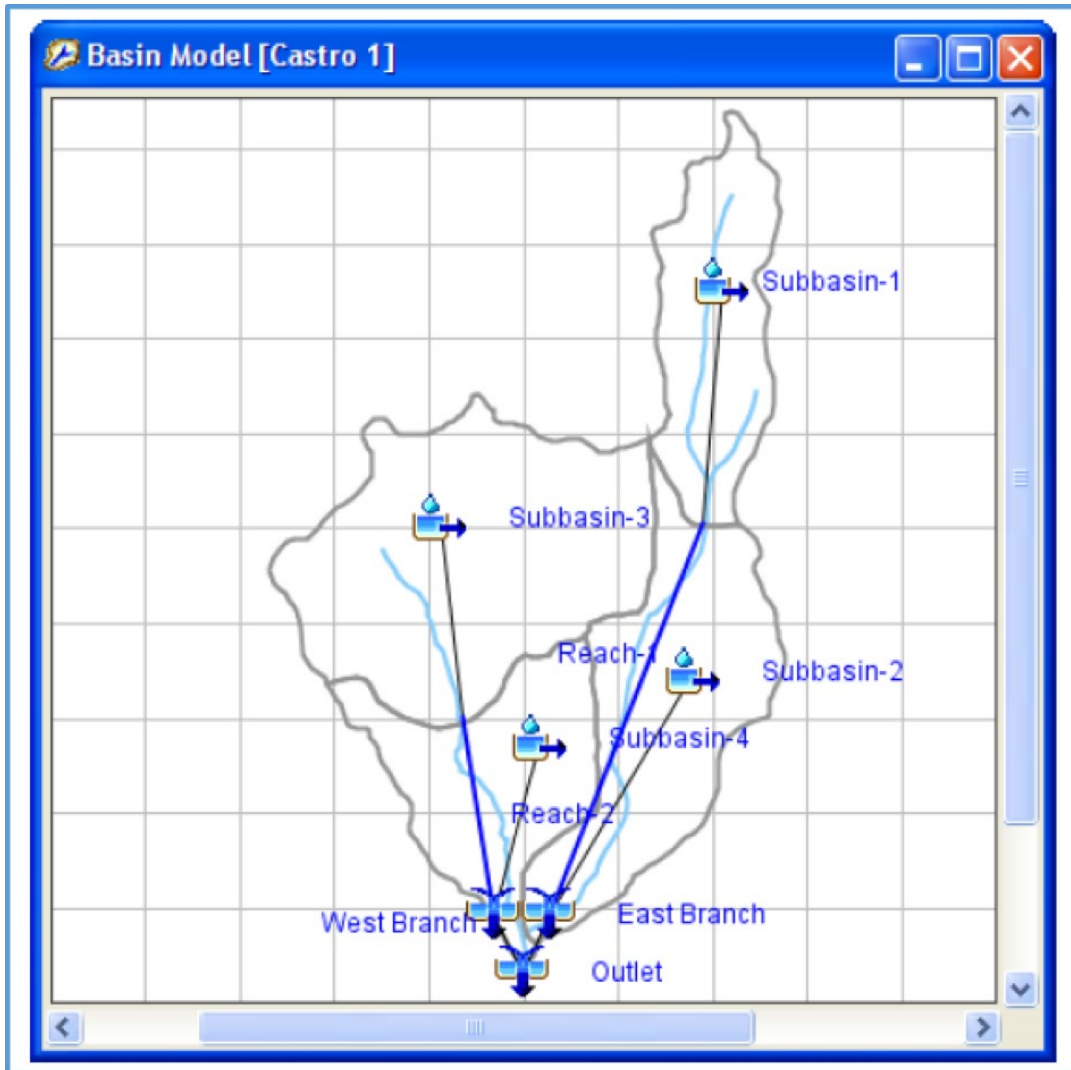 Basin Model [Castro 1]
Subbasin-1
Subbasin-3
Reach-1
Subbasin-2
Subbasin-4
Reach-2
West Branch
East Branch
Outlet